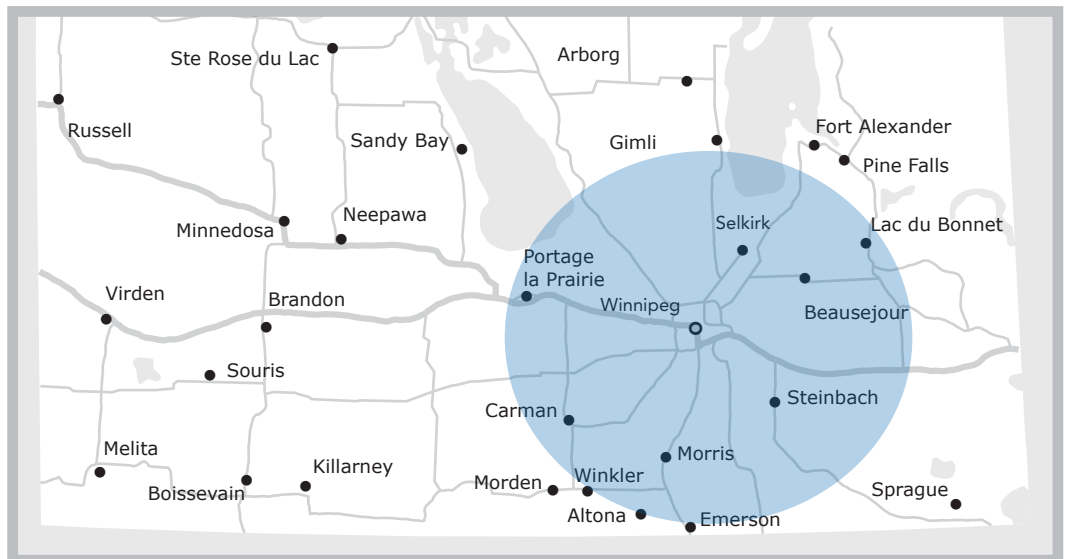 Arborg
Ste Rose du Lac
Russell
Fort Alexander
Sandy Bay
Gimli
Pine Falls
Neepawa
Minnedosa
Selkirk
Lac du Bonnet
Portage
la Prairie
Virden
Brandon
Winnipeg
Beausejour
Souris
Steinbach
Carman
Melita
Morris
Killarney
Boissevain
Morden
Winkler
Sprague
Altona
Emerson